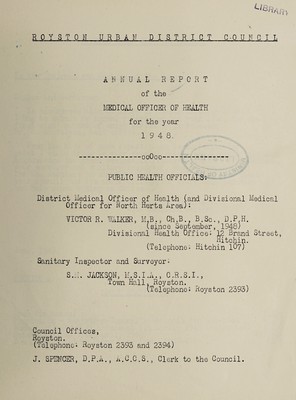 LIBRARY
ROYSTON URBAN DISTRICT COUNCIL
ANNUAL REPORT
of the
MEDICAL OFFICER OF HEALTH
for the year
1948.
---------------ooOoo---------------
PUBLIC HEALTH OFFICIALS:
District Medical Officer of Health (and Divisional Medical
Officer for North Herts Area):
VICTOR R. WALKER, M.B., Ch.B., B.Sc., D.P.H.
(since September, 1948)
Divisional Health Office: 12 Brand Street,
Hitchin.
(Telephone: Hitchin 107)
Sanitary Inspector and Surveyor:
S.M. JACKSON, M.S.I.A., C.R.S.I.,
Town Hall, Royston.
(Telephone: Royston 2393)
Council Offices,
Royston.
(Telephone: Royston 2393 and 2394)
J. SPENCER, D.P.A., A.C.C.S., Clerk to the Council.